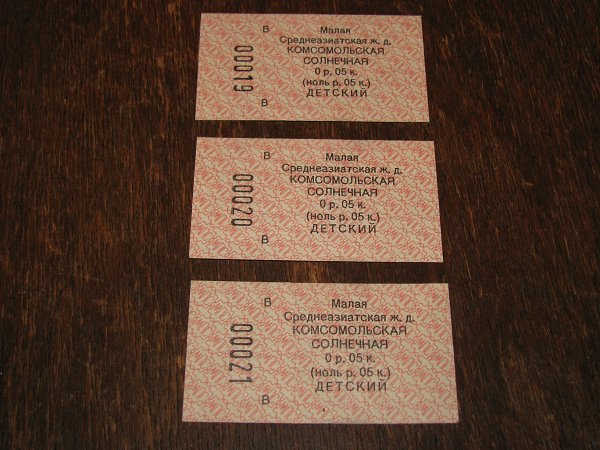 В
Малая
Среднеазиатская ж. д.
КОМСОМОЛЬСКАЯ
СОЛНЕЧНАЯ
0 р. 05 к.
(ноль р. 05 к.)
ДЕТСКИЙ
00019
В
В
Малая
Среднеазиатская ж. д.
КОМСОМОЛЬСКАЯ
СОЛНЕЧНАЯ
0 р. 05 к.
(ноль р. 05 к.)
ДЕТСКИЙ
00020
В
В
Малая
Среднеазиатская ж. д.
КОМСОМОЛЬСКАЯ
СОЛНЕЧНАЯ
0 р. 05 к.
(ноль р. 05 к.)
ДЕТСКИЙ
00021
В